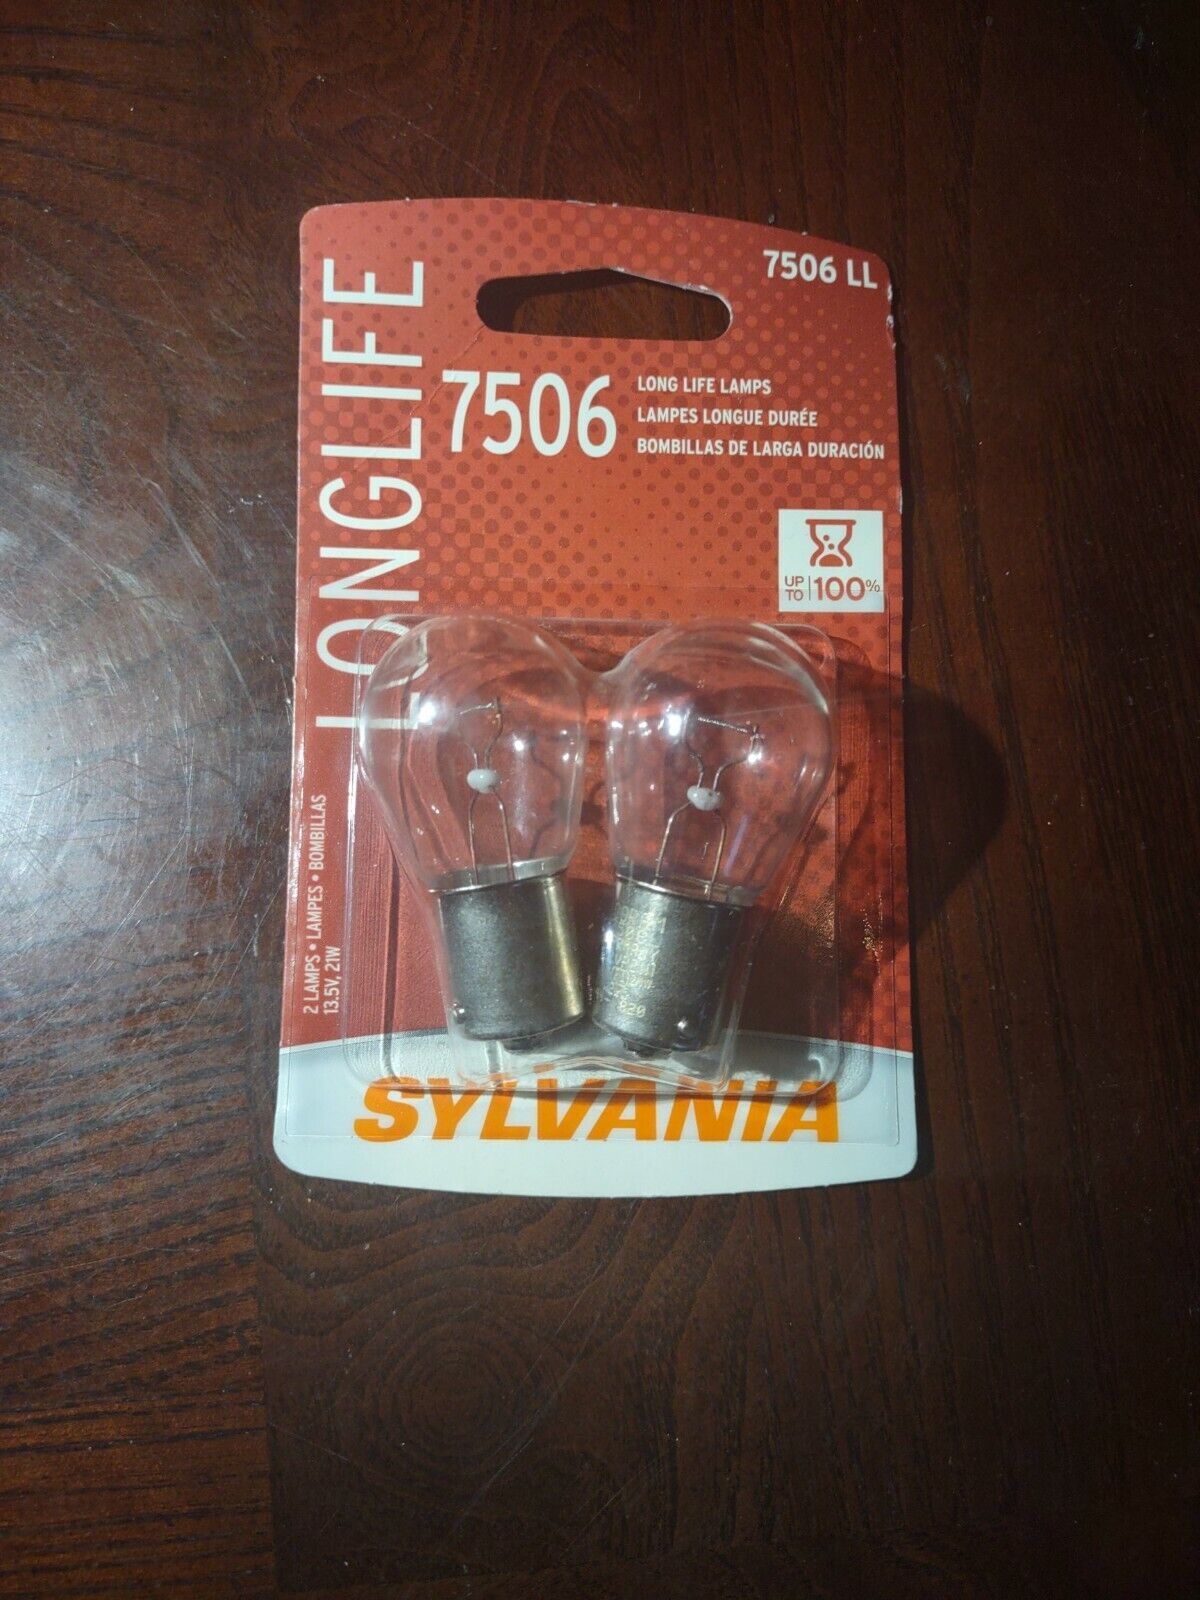 7506 LL
LONGLIFE
7506
LONG LIFE LAMPS
LAMPES LONGUE DURÉE
BOMBILLAS DE LARGA DURACIÓN
UP TO 100%
2 LAMPS • LAMPES • BOMBILLAS
13.5V, 21W
SYLVANIA